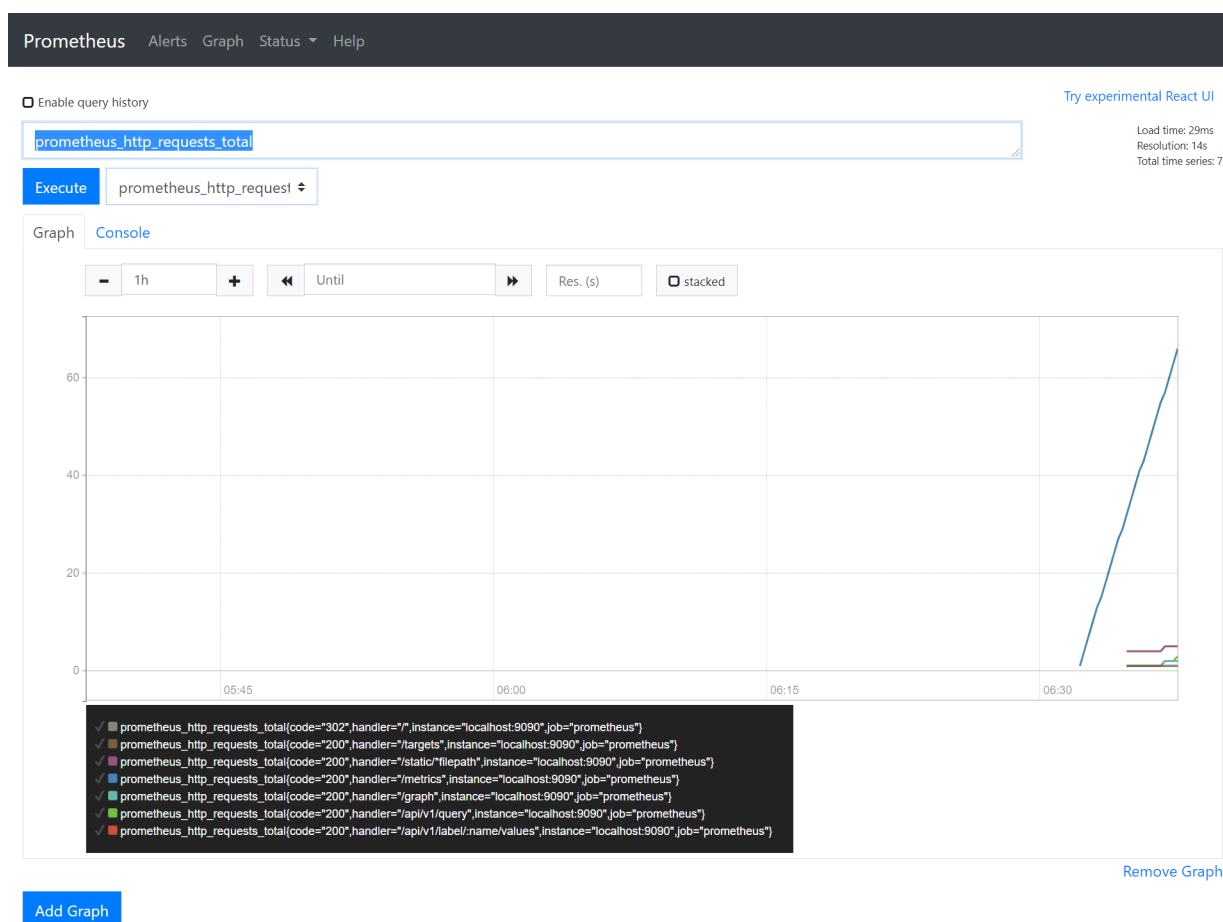 Prometheus Alerts Graph Status Help
Enable query history
Try experimental React UI
prometheus_http_requests_total
Load time: 29ms
Resolution: 14s
Total time series: 7
Execute prometheus_http_request
Graph Console
1h Until Res. (s) stacked
60
40
20
0
05:45 06:00 06:15 06:30
prometheus_http_requests_total{code="302",handler="/",instance="localhost:9090",job="prometheus"}
prometheus_http_requests_total{code="200",handler="/targets",instance="localhost:9090",job="prometheus"}
prometheus_http_requests_total{code="200",handler="/static/*filepath",instance="localhost:9090",job="prometheus"}
prometheus_http_requests_total{code="200",handler="/metrics",instance="localhost:9090",job="prometheus"}
prometheus_http_requests_total{code="200",handler="/graph",instance="localhost:9090",job="prometheus"}
prometheus_http_requests_total{code="200",handler="/api/v1/query",instance="localhost:9090",job="prometheus"}
prometheus_http_requests_total{code="200",handler="/api/v1/label/:name/values",instance="localhost:9090",job="prometheus"}
Remove Graph
Add Graph